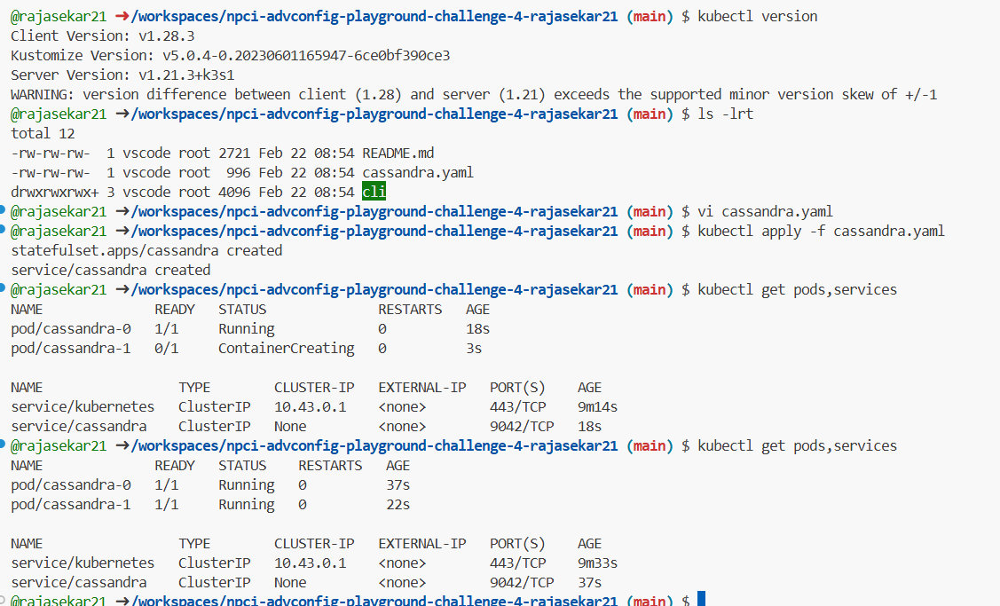 @rajasekar21 ➜/workspaces/npci-advconfig-playground-challenge-4-rajasekar21 (main) $ kubectl version
Client Version: v1.28.3
Kustomize Version: v5.0.4-0.20230601165947-6ce0bf390ce3
Server Version: v1.21.3+k3s1
WARNING: version difference between client (1.28) and server (1.21) exceeds the supported minor version skew of +/-1
@rajasekar21 ➜/workspaces/npci-advconfig-playground-challenge-4-rajasekar21 (main) $ ls -lrt
total 12
-rw-rw-rw-  1 vscode root 2721 Feb 22 08:54 README.md
-rw-rw-rw-  1 vscode root  996 Feb 22 08:54 cassandra.yaml
drwxrwxrwx+ 3 vscode root 4096 Feb 22 08:54 cli
@rajasekar21 ➜/workspaces/npci-advconfig-playground-challenge-4-rajasekar21 (main) $ vi cassandra.yaml
@rajasekar21 ➜/workspaces/npci-advconfig-playground-challenge-4-rajasekar21 (main) $ kubectl apply -f cassandra.yaml
statefulset.apps/cassandra created
service/cassandra created
@rajasekar21 ➜/workspaces/npci-advconfig-playground-challenge-4-rajasekar21 (main) $ kubectl get pods,services
NAME              READY   STATUS              RESTARTS   AGE
pod/cassandra-0   1/1     Running             0          18s
pod/cassandra-1   0/1     ContainerCreating   0          3s
NAME                 TYPE        CLUSTER-IP   EXTERNAL-IP   PORT(S)    AGE
service/kubernetes   ClusterIP   10.43.0.1    <none>        443/TCP    9m14s
service/cassandra    ClusterIP   None         <none>        9042/TCP   18s
@rajasekar21 ➜/workspaces/npci-advconfig-playground-challenge-4-rajasekar21 (main) $ kubectl get pods,services
NAME              READY   STATUS    RESTARTS   AGE
pod/cassandra-0   1/1     Running   0          37s
pod/cassandra-1   1/1     Running   0          22s
NAME                 TYPE        CLUSTER-IP   EXTERNAL-IP   PORT(S)    AGE
service/kubernetes   ClusterIP   10.43.0.1    <none>        443/TCP    9m33s
service/cassandra    ClusterIP   None         <none>        9042/TCP   37s
@rajasekar21 ➜/workspaces/npci-advconfig-playground-challenge-4-rajasekar21 (main) $